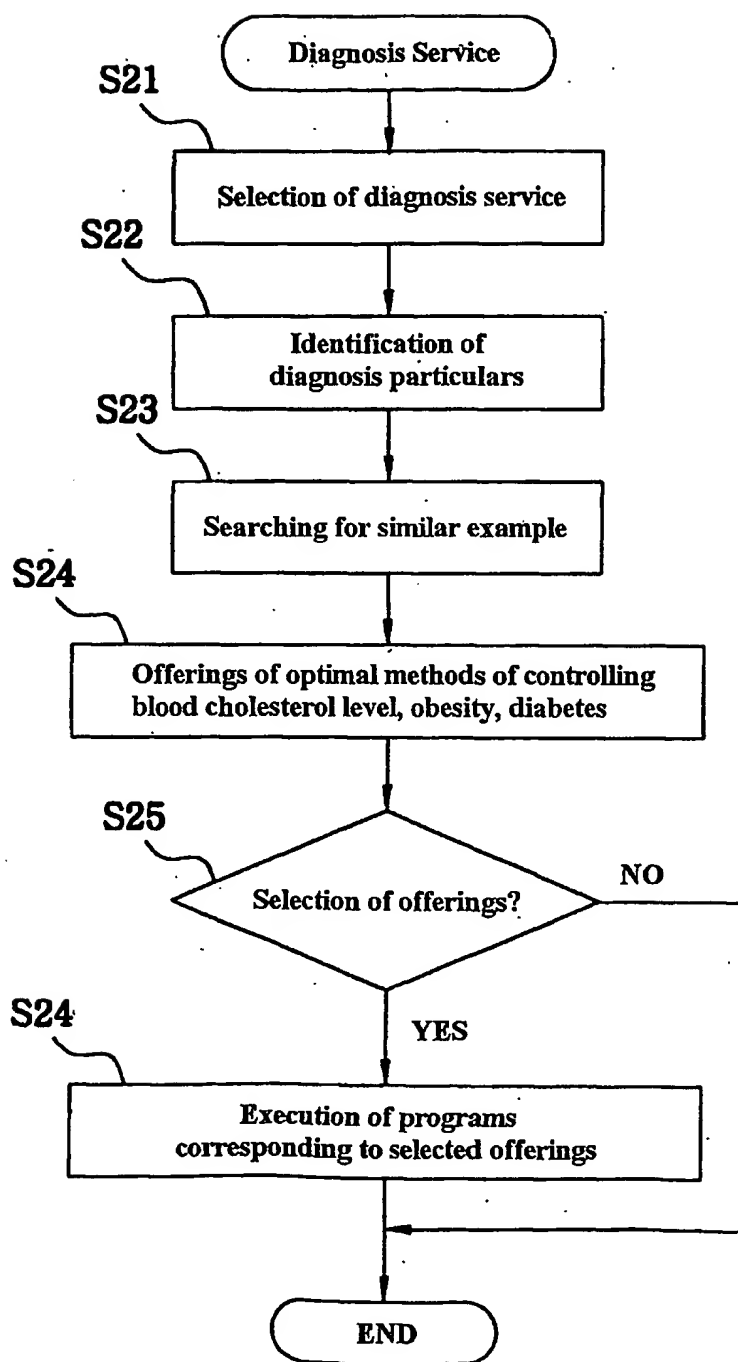 Diagnosis Service
S21
Selection of diagnosis service
S22
Identification of
diagnosis particulars
S23
Searching for similar example
S24
Offerings of optimal methods of controlling
blood cholesterol level, obesity, diabetes
S25
Selection of offerings?
NO
YES
S24
Execution of programs
corresponding to selected offerings
END